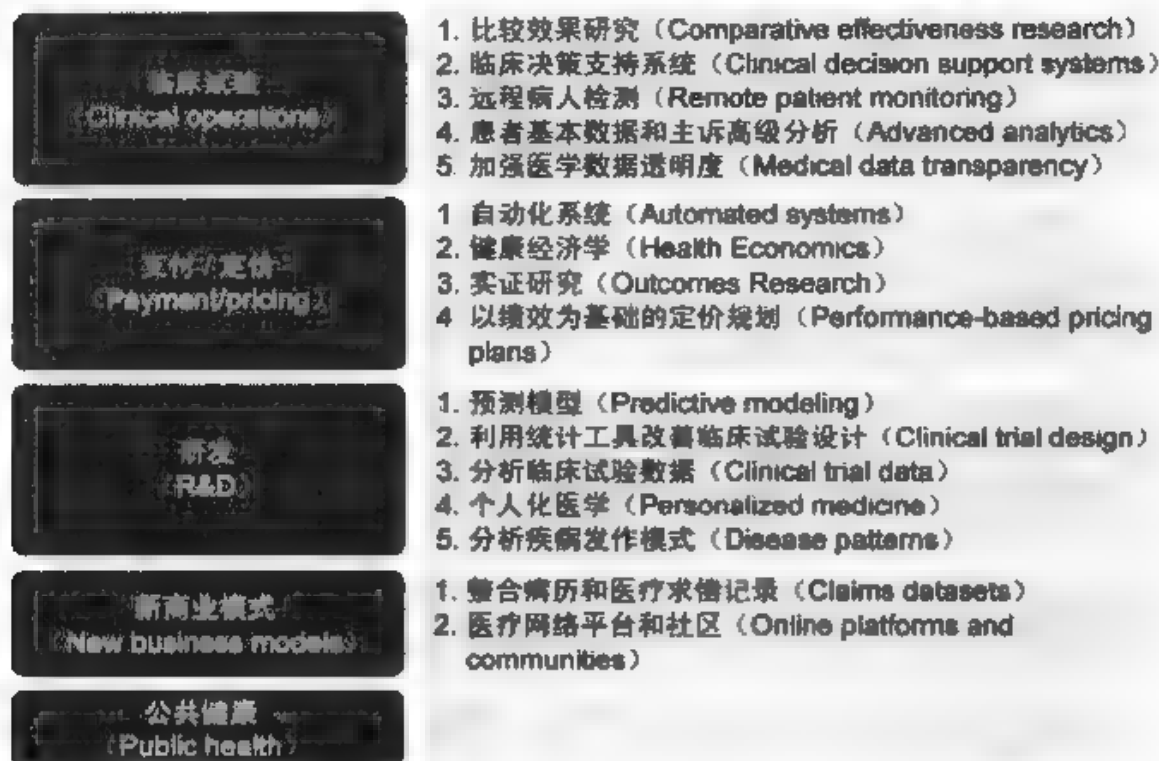 (Clinical operations)
1. 比较效果研究（Comparative effectiveness research）
2. 临床决策支持系统（Clinical decision support systems）
3. 远程病人检测（Remote patient monitoring）
4. 患者基本数据和主诉高级分析（Advanced analytics）
5. 加强医学数据透明度（Medical data transparency）
定价
（Payment/pricing）
1 自动化系统（Automated systems）
2. 健康经济学（Health Economics）
3. 实证研究（Outcomes Research）
4 以绩效为基础的定价规划（Performance-based pricing
plans）
研发
（R&D）
1. 预测模型（Predictive modeling）
2. 利用统计工具改善临床试验设计（Clinical trial design）
3. 分析临床试验数据（Clinical trial data）
4. 个人化医学（Personalized medicine）
5. 分析疾病发作模式（Disease patterns）
新商业模式
（New business models）
1. 整合病历和医疗求偿记录（Claims datasets）
2. 医疗网络平台和社区（Online platforms and
communities）
公共健康
（Public health）